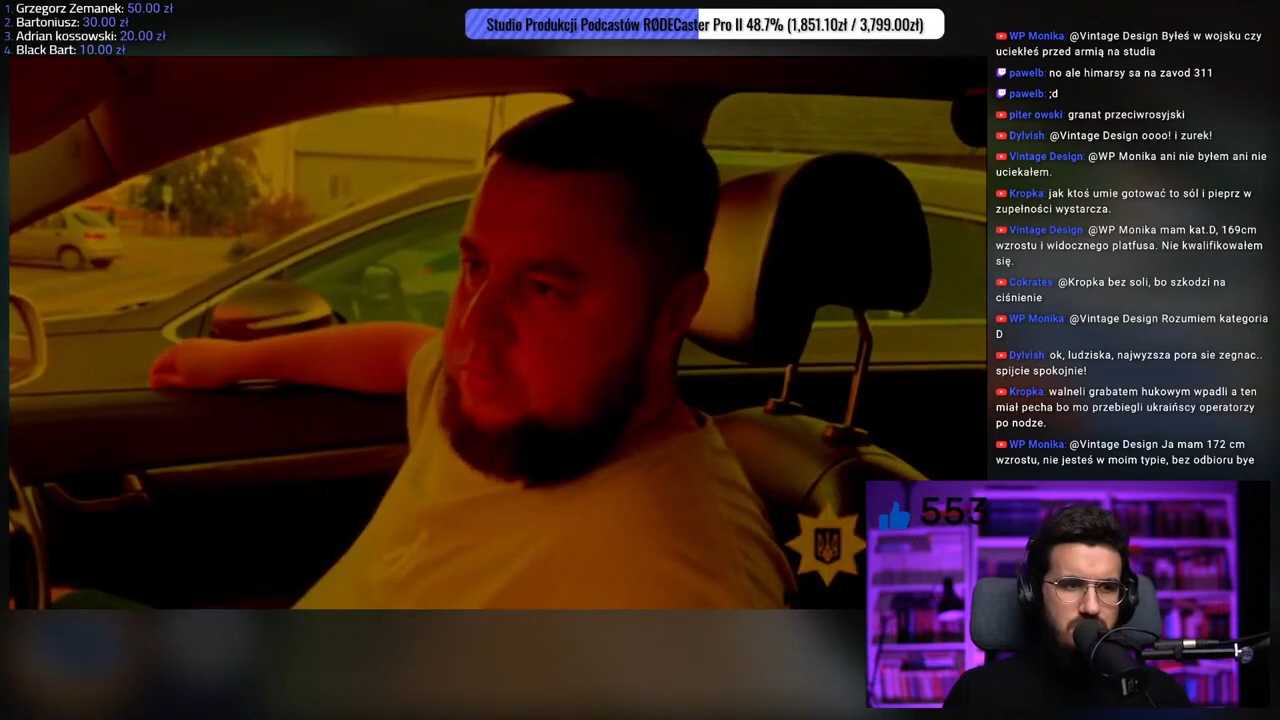 1. Grzegorz Zemanek: 50.00 zł
2. Bartoniusz: 30.00 zł
3. Adrian kossowski: 20.00 zł
4. Black Bart: 10.00 zł
Studio Produkcji Podcastów RØDECaster Pro II 48.7% (1,851.10zł / 3,799.00zł)
WP Monika: @Vintage Design Byłeś w wojsku czy
uciekłeś przed armią na studia
pawelb: no ale himarsy sa na zavod 311
pawelb: ;d
piter owski: granat przeciwrosyjski
Dylvish: @Vintage Design oooo! i zurek!
Vintage Design: @WP Monika ani nie byłem ani nie
uciekałem.
Kropka: jak ktoś umie gotować to sól i pieprz w
zupełności wystarcza.
Vintage Design: @WP Monika mam kat.D, 169cm
wzrostu i widocznego platfusa. Nie kwalifikowałem
się.
Cokrates: @Kropka bez soli, bo szkodzi na
ciśnienie
WP Monika: @Vintage Design Rozumiem kategoria
D
Dylvish: ok, ludziska, najwyzsza pora sie zegnac..
spijcie spokojnie!
Kropka: walneli grabatem hukowym wpadli a ten
miał pecha bo mo przebiegli ukraińscy operatorzy
po nodze.
WP Monika: @Vintage Design Ja mam 172 cm
wzrostu, nie jesteś w moim typie, bez odbioru bye
553